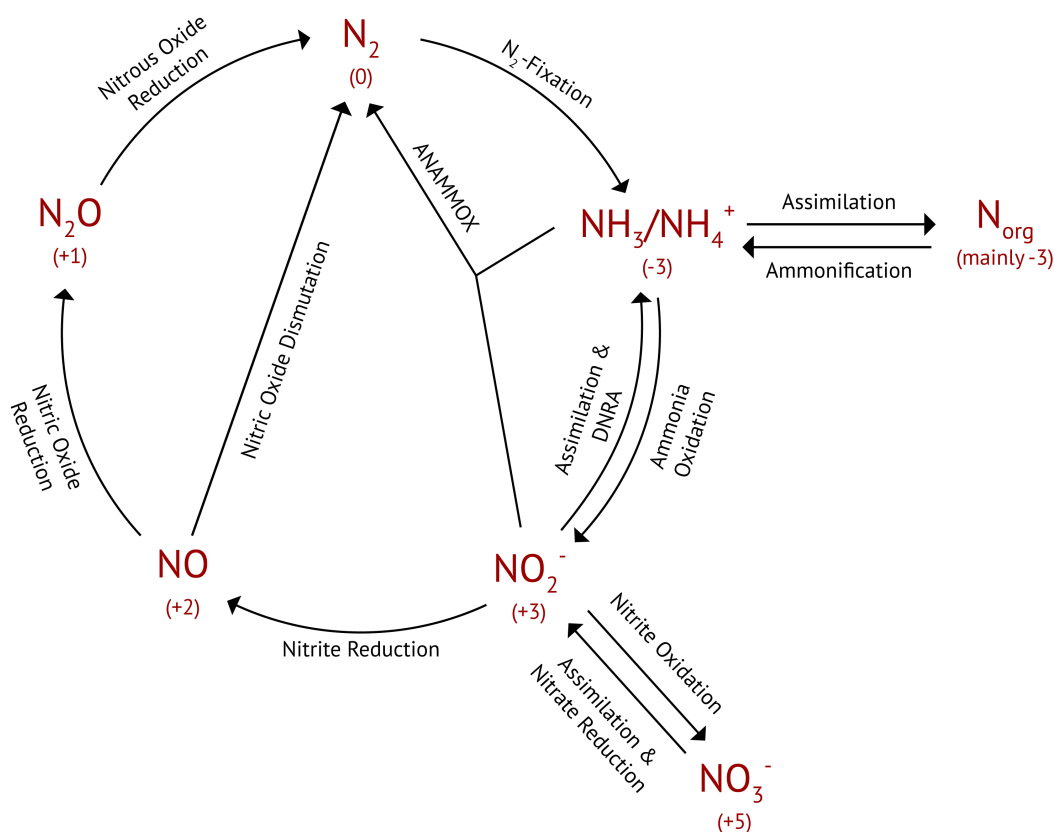 N₂
(0)
Nitrous Oxide
Reduction
N₂-Fixation
ANAMMOX
N₂O
(+1)
NH₃/NH₄⁺
(-3)
Assimilation
Ammonification
N_org
(mainly -3)
Nitric Oxide Dismutation
Nitric Oxide
Reduction
Assimilation &
DNRA
Ammonia
Oxidation
NO
(+2)
NO₂⁻
(+3)
Nitrite Reduction
Nitrite Oxidation
Assimilation &
Nitrate Reduction
NO₃⁻
(+5)